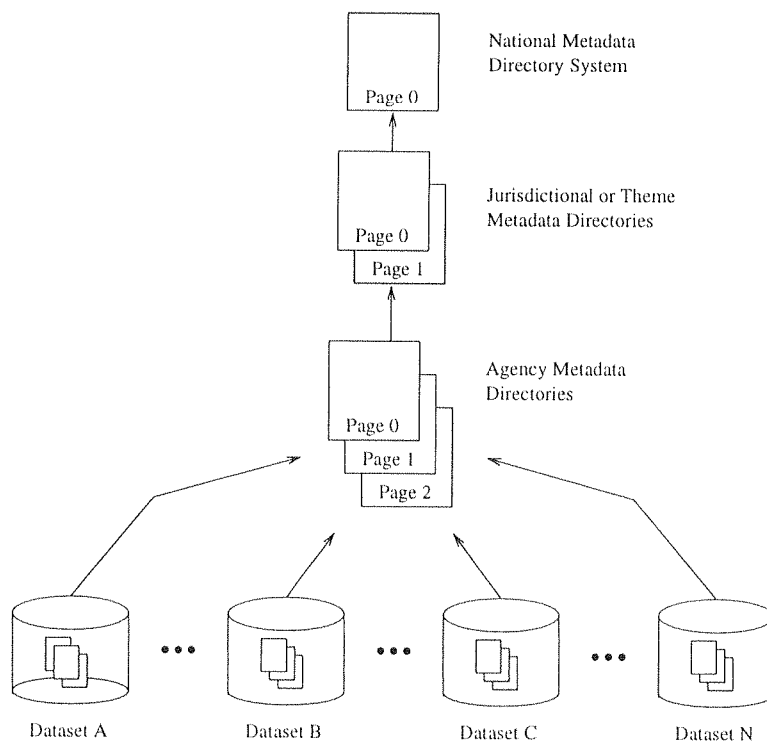 National Metadata
Directory System
Page 0
Jurisdictional or Theme
Metadata Directories
Page 0
Page 1
Agency Metadata
Directories
Page 0
Page 1
Page 2
Dataset A
Dataset B
Dataset C
Dataset N